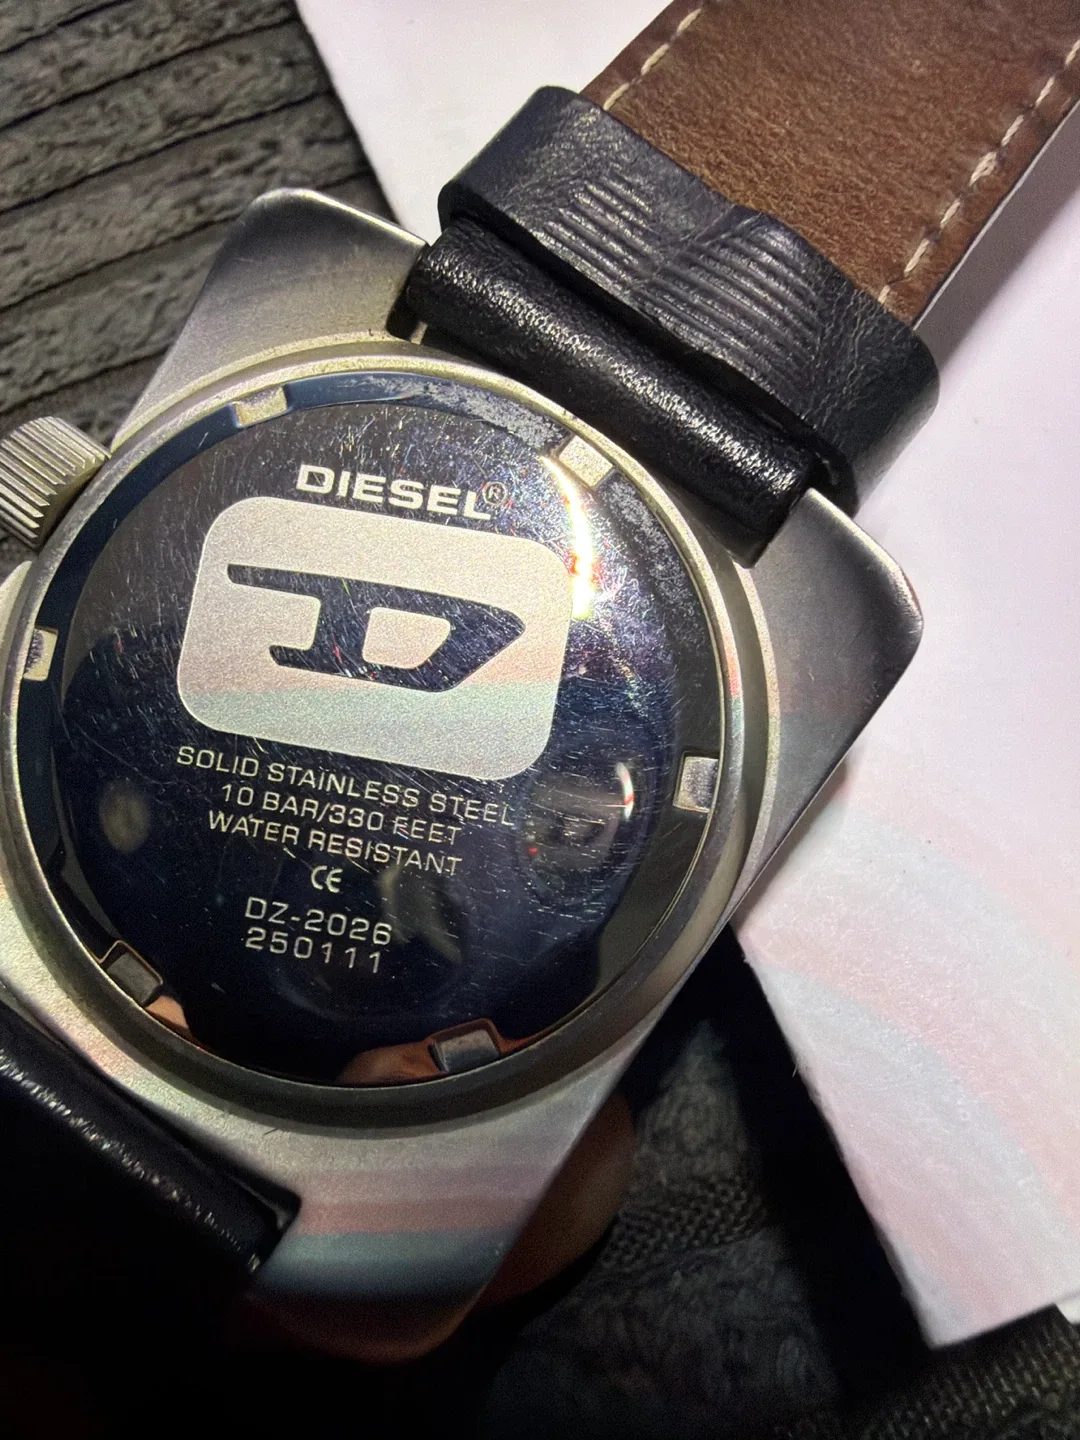 DIESEL®
D
SOLID STAINLESS STEEL
10 BAR/330 FEET
WATER RESISTANT
CE
DZ-2026
250111